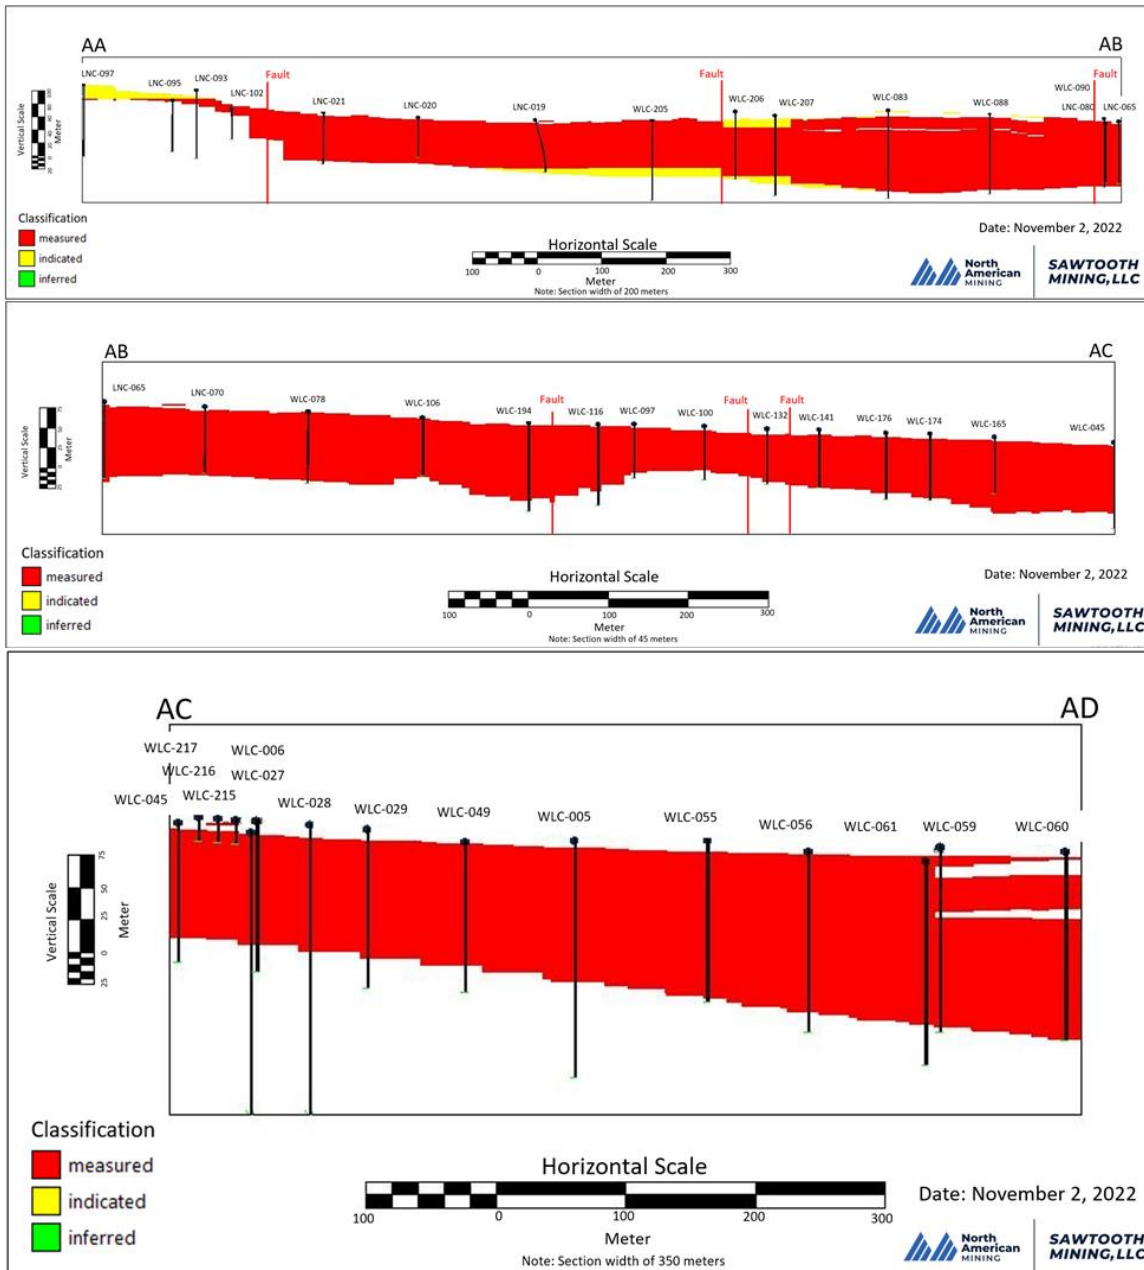 AA
AB
LNC-097
LNC-095
LNC-093
LNC-102
Fault
LNC-021
LNC-020
LNC-019
WLC-205
Fault
WLC-206
WLC-207
WLC-083
WLC-088
WLC-090
LNC-080
Fault
LNC-065
Vertical Scale
Meter
Classification
measured
indicated
inferred
Horizontal Scale
100 0 100 200 300
Meter
Note: Section width of 200 meters
Date: November 2, 2022
North American MINING
SAWTOOTH MINING, LLC
AB
AC
LNC-065
LNC-070
WLC-078
WLC-106
WLC-194
Fault
WLC-116
WLC-097
WLC-100
Fault
WLC-132
Fault
WLC-141
WLC-176
WLC-174
WLC-165
WLC-045
Vertical Scale
75
50
25
0
25
Meter
Classification
measured
indicated
inferred
Horizontal Scale
100 0 100 200 300
Meter
Note: Section width of 45 meters
Date: November 2, 2022
North American MINING
SAWTOOTH MINING, LLC
AC
AD
WLC-217
WLC-006
WLC-216
WLC-027
WLC-045
WLC-215
WLC-028
WLC-029
WLC-049
WLC-005
WLC-055
WLC-056
WLC-061
WLC-059
WLC-060
Vertical Scale
75
50
25
0
25
Meter
Classification
measured
indicated
inferred
Horizontal Scale
100 0 100 200 300
Meter
Note: Section width of 350 meters
Date: November 2, 2022
North American MINING
SAWTOOTH MINING, LLC